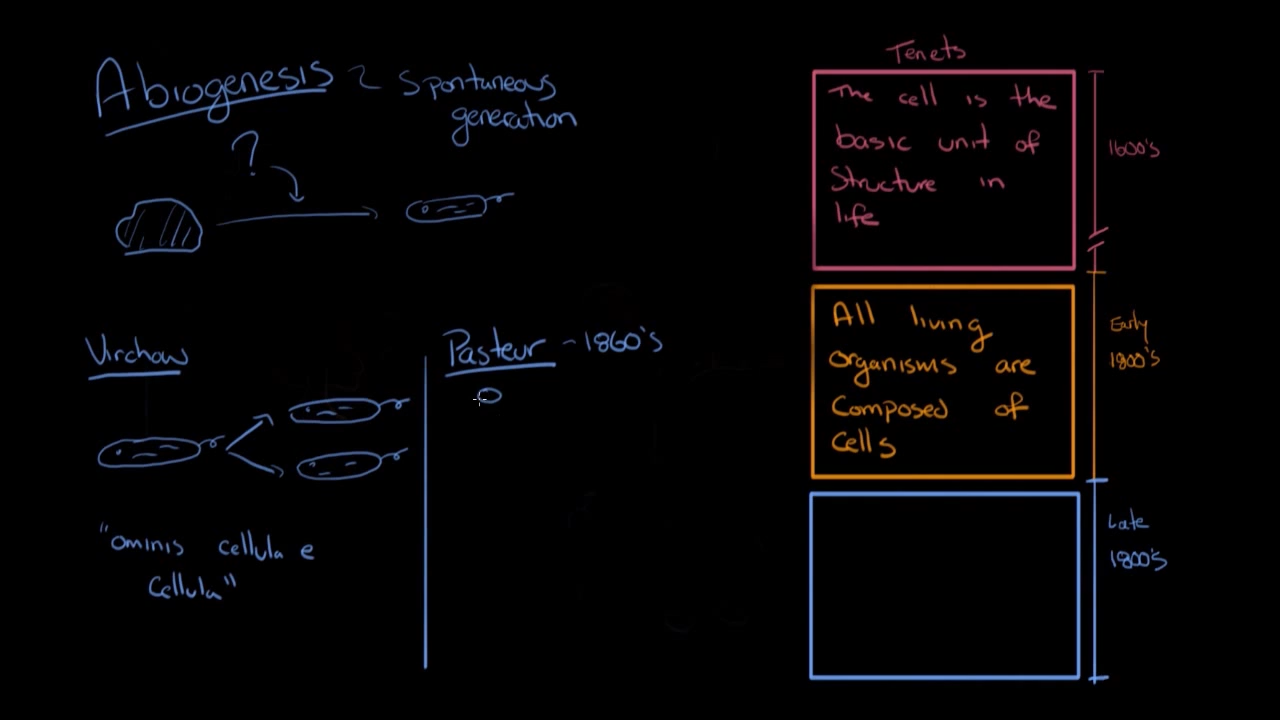 Abiogenesis ~ Spontaneous
generation
?
Virchow
"ominis cellula e
Cellula"
Pasteur - 1860's
Tenets
The cell is the
basic unit of
Structure in
life
1600's
All living
organisms are
Composed of
Cells
Early
1800's
Late
1800's